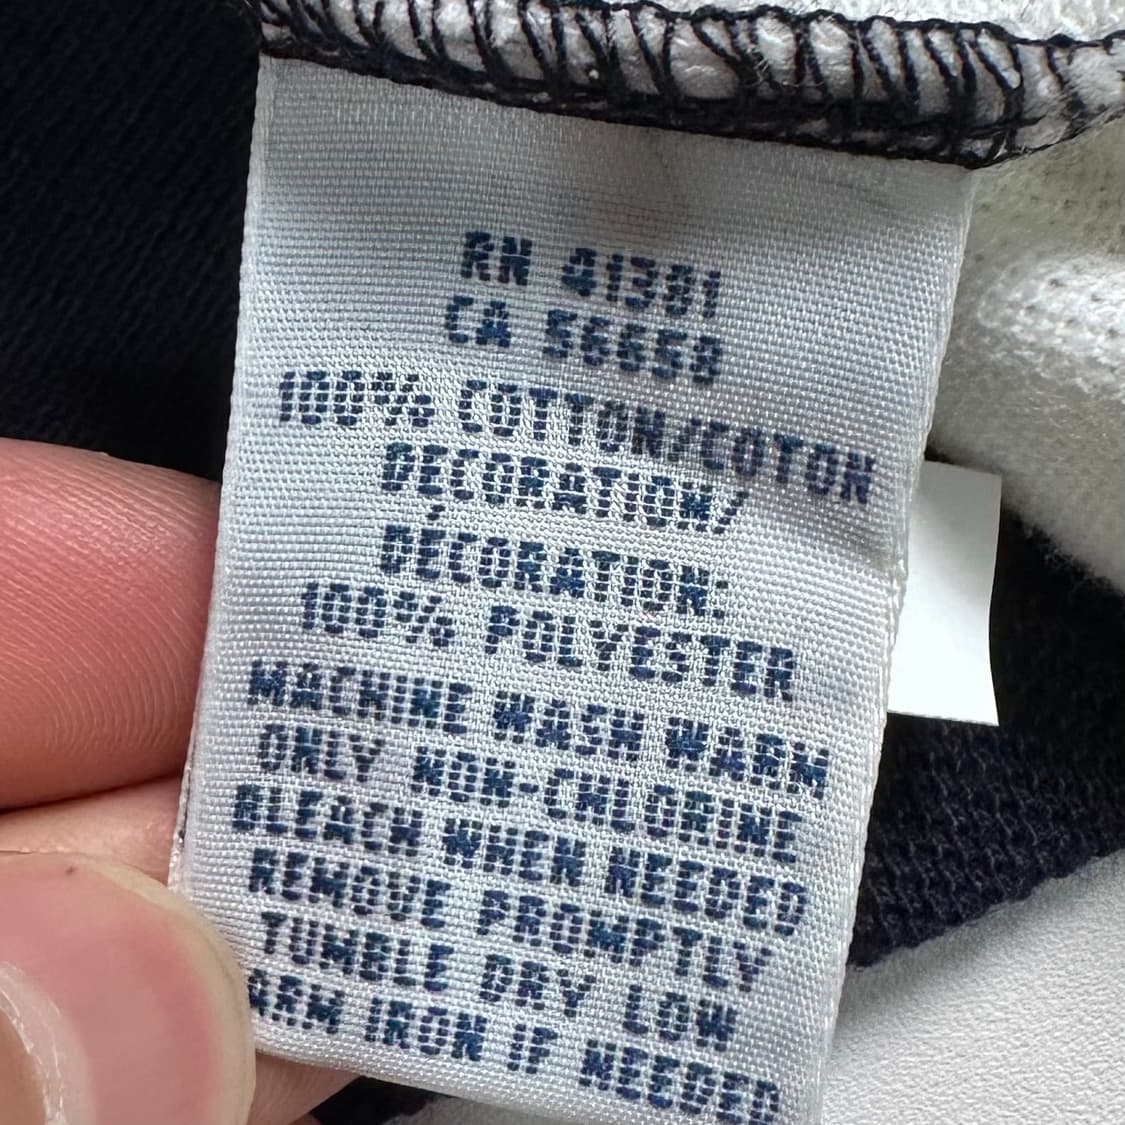 RN 41381
CA 56658
100% COTTON/COTON
DECORATION/
DÉCORATION:
100% POLYESTER
MACHINE WASH WARM
ONLY NON-CHLORINE
BLEACH WHEN NEEDED
REMOVE PROMPTLY
TUMBLE DRY LOW
ARM IRON IF NEEDED